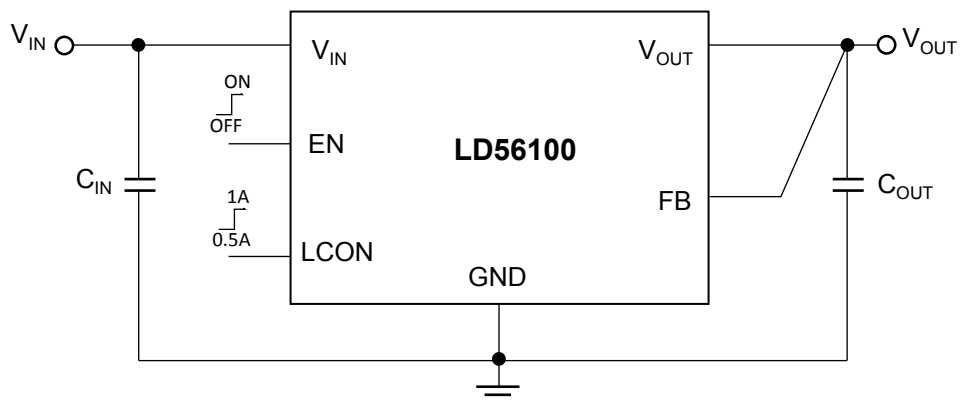 V_IN
V_IN
V_OUT
V_OUT
ON
OFF
EN
LD56100
C_IN
1A
0.5A
LCON
FB
C_OUT
GND